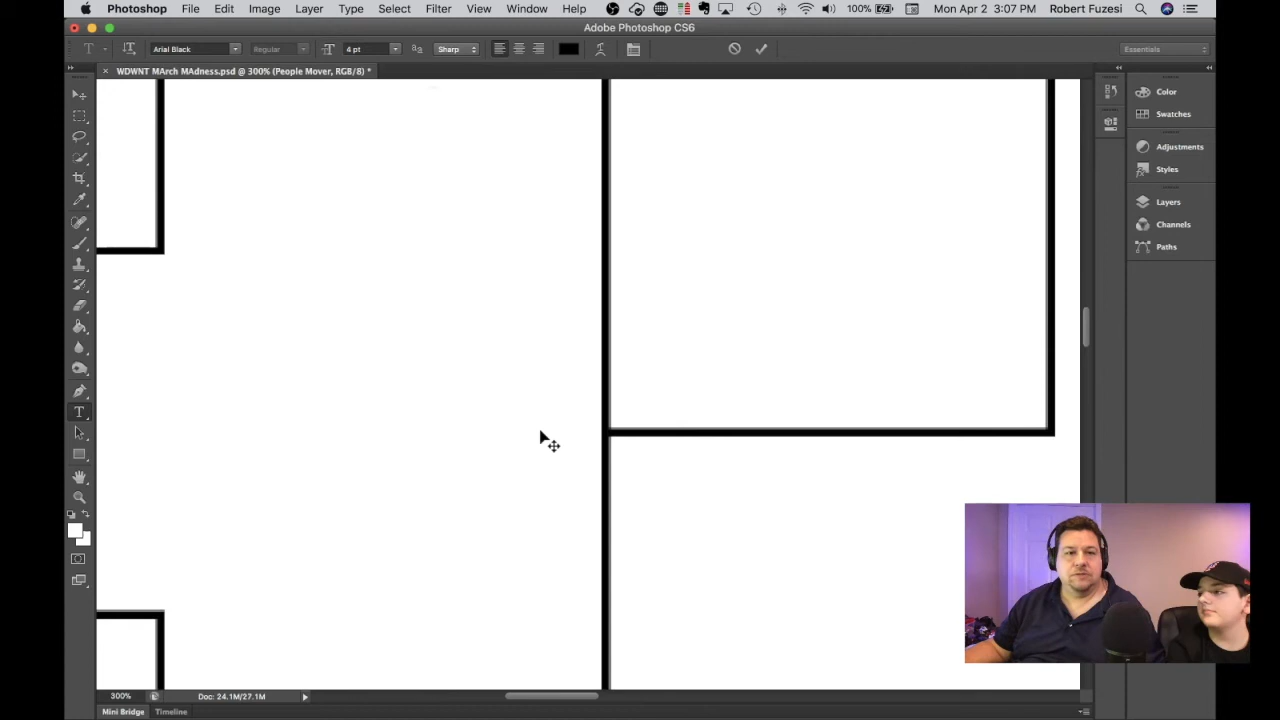 Photoshop File Edit Image Layer Type Select Filter View Window Help 100% Mon Apr 2 3:07 PM Robert Fuzesi
Adobe Photoshop CS6
T Arial Black Regular 4 pt Sharp Essentials
× WDWNT MArch MAdness.psd @ 300% (People Mover, RGB/8) *
Color
Swatches
Adjustments
Styles
Layers
Channels
Paths
T
300% Doc: 24.1M/27.1M
Mini Bridge Timeline